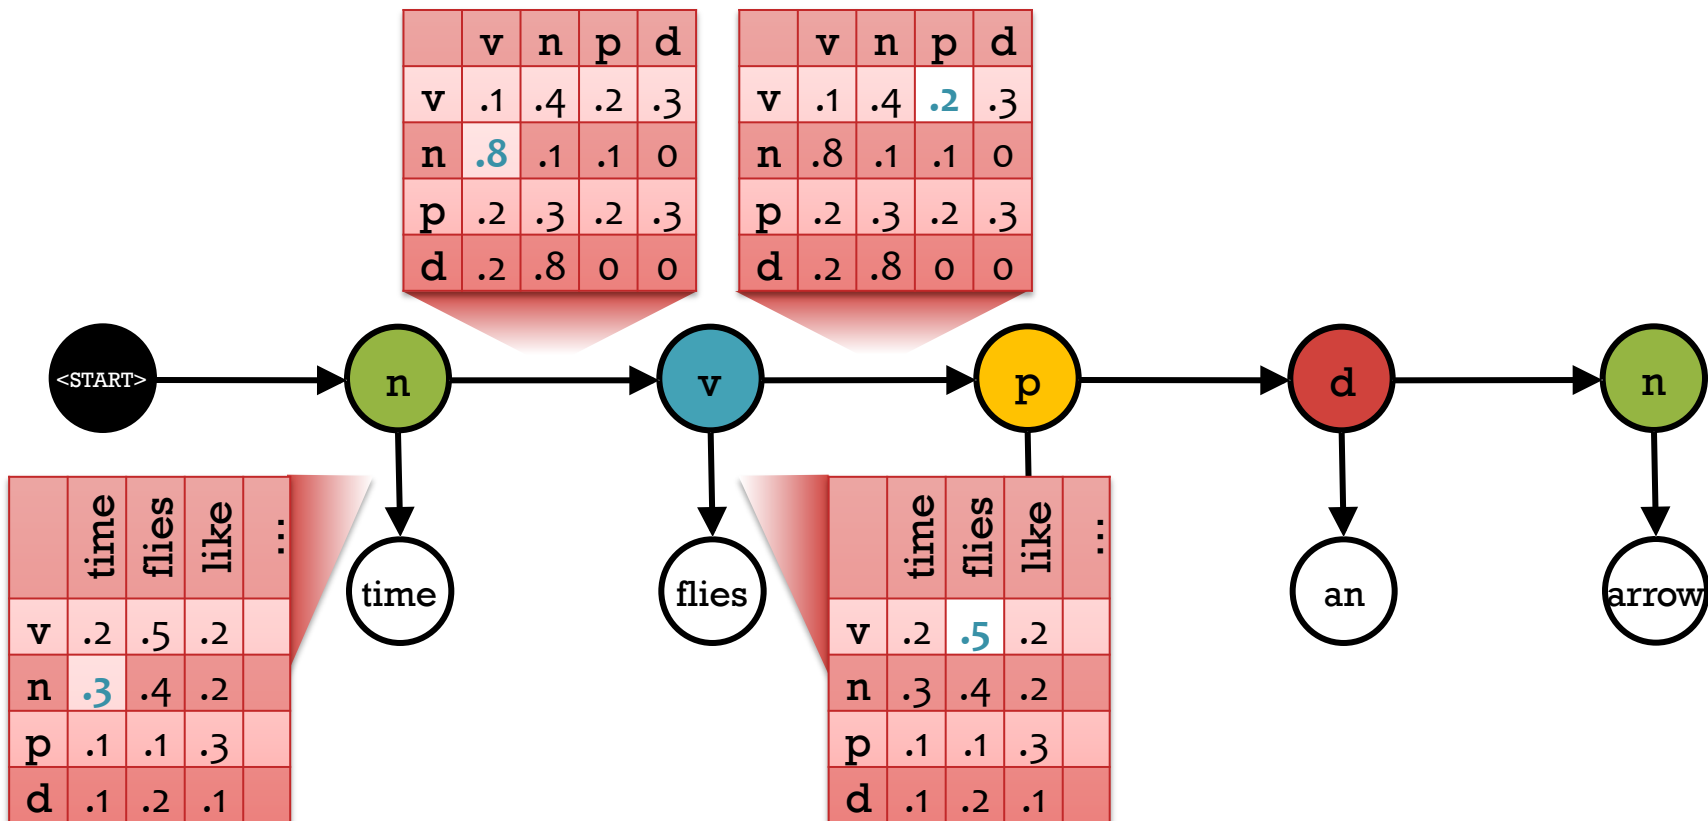 v n p d
v .1 .4 .2 .3
n .8 .1 .1 0
p .2 .3 .2 .3
d .2 .8 0 0
v n p d
v .1 .4 .2 .3
n .8 .1 .1 0
p .2 .3 .2 .3
d .2 .8 0 0
<START> n v p d n
time flies like ...
v .2 .5 .2
n .3 .4 .2
p .1 .1 .3
d .1 .2 .1
time flies
time flies like ...
v .2 .5 .2
n .3 .4 .2
p .1 .1 .3
d .1 .2 .1
an arrow